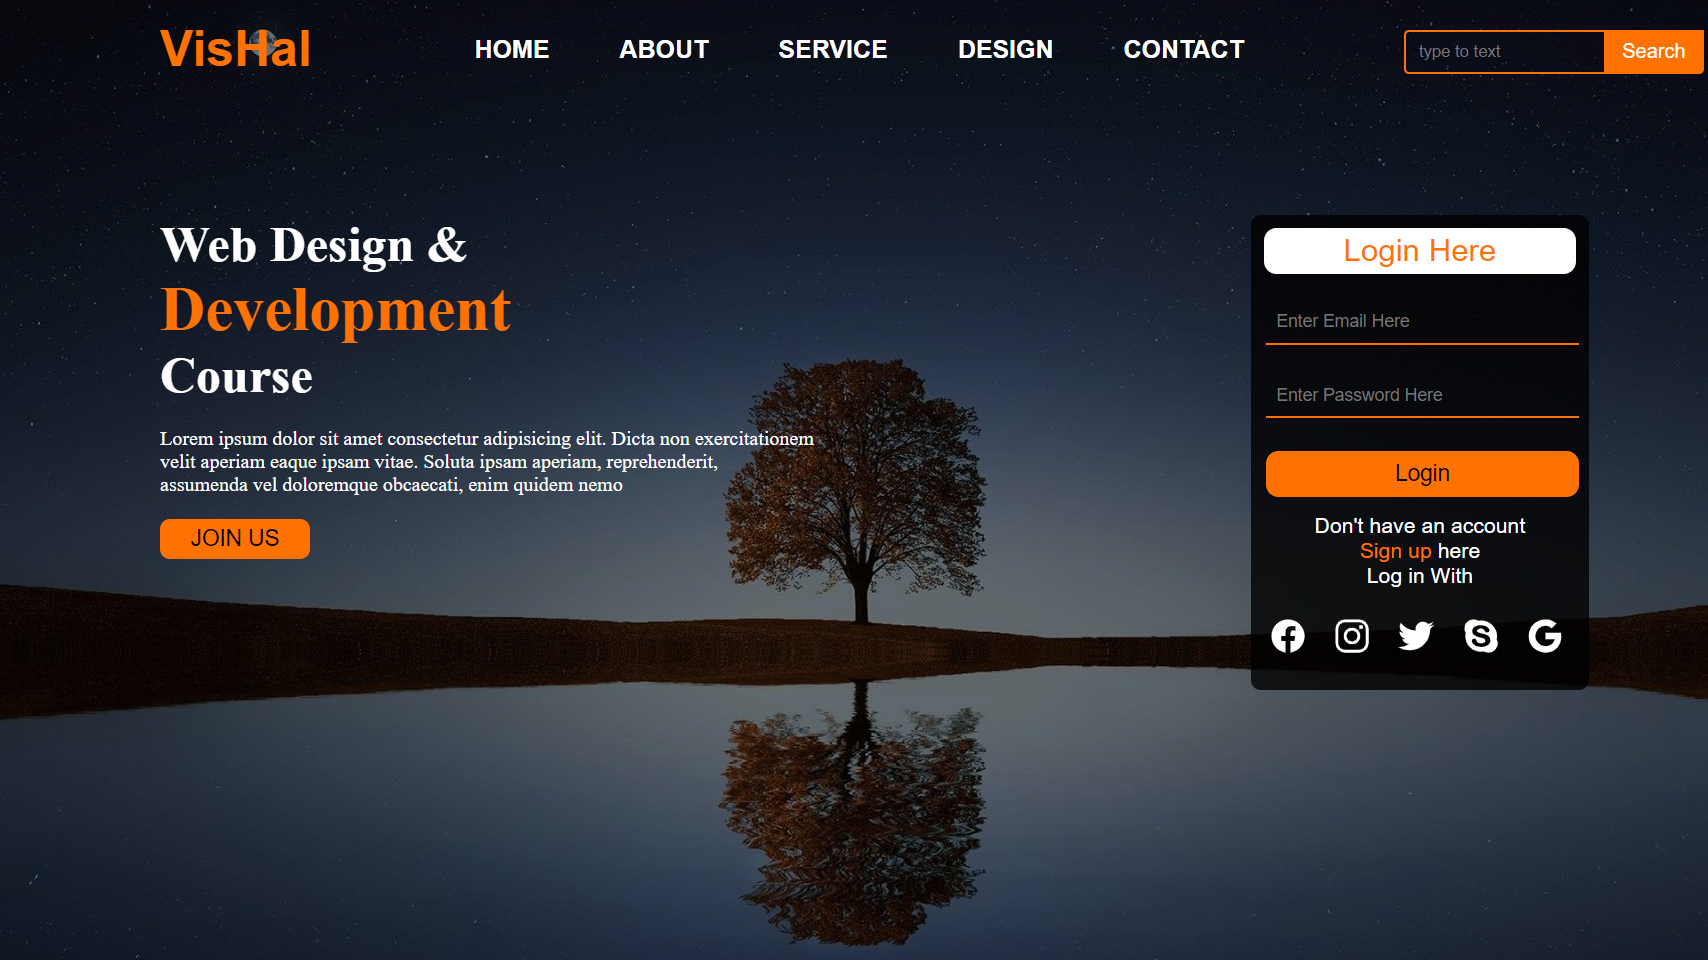 VisHal
HOME ABOUT SERVICE DESIGN CONTACT
type to text Search
Web Design &
Development
Course
Lorem ipsum dolor sit amet consectetur adipisicing elit. Dicta non exercitationem
velit aperiam eaque ipsam vitae. Soluta ipsam aperiam, reprehenderit,
assumenda vel doloremque obcaecati, enim quidem nemo
JOIN US
Login Here
Enter Email Here
Enter Password Here
Login
Don't have an account
Sign up here
Log in With